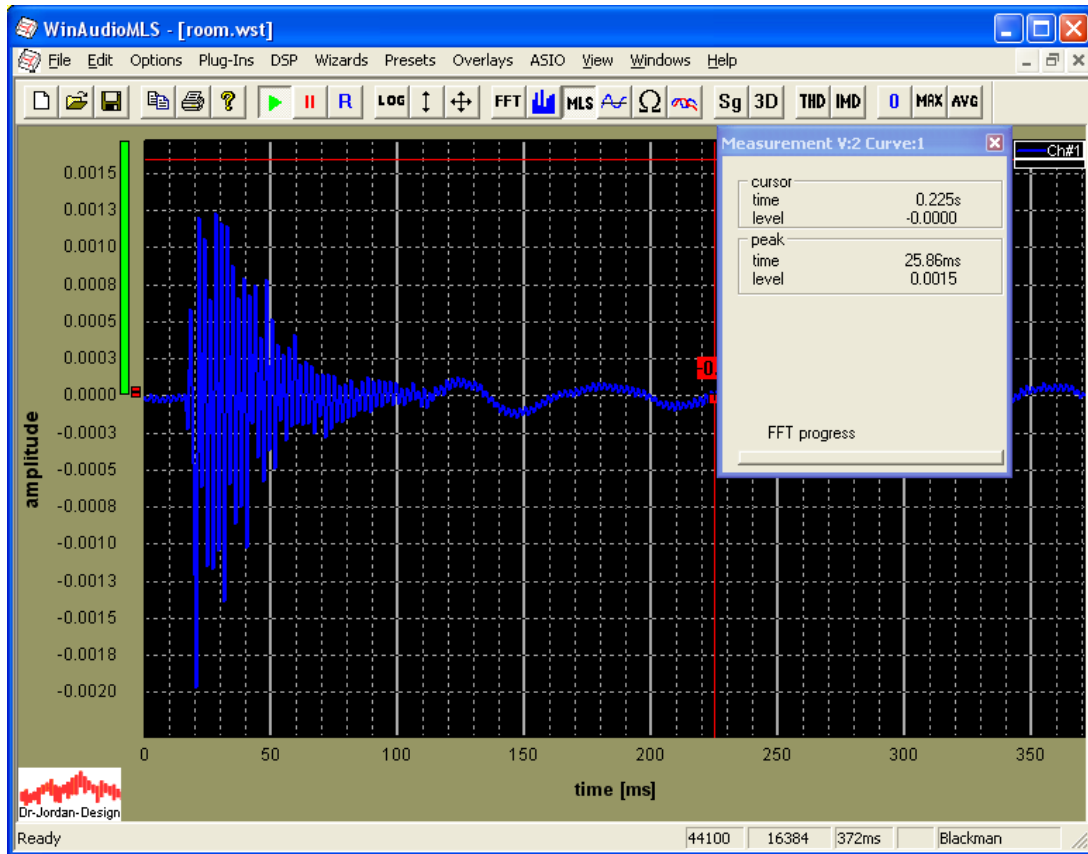 WinAudioMLS - [room.wst]
File Edit Options Plug-Ins DSP Wizards Presets Overlays ASIO View Windows Help
R LOG FFT MLS Ω Sg 3D THD IMD 0 MAX AVG
Measurement V:2 Curve:1
Ch#1
cursor
time 0.225s
level -0.0000
peak
time 25.86ms
level 0.0015
FFT progress
-0.
amplitude
0.0015
0.0013
0.0010
0.0008
0.0005
0.0003
0.0000
-0.0003
-0.0005
-0.0008
-0.0010
-0.0013
-0.0015
-0.0018
-0.0020
0 50 100 150 200 250 300 350
time [ms]
Dr-Jordan-Design
Ready 44100 16384 372ms Blackman